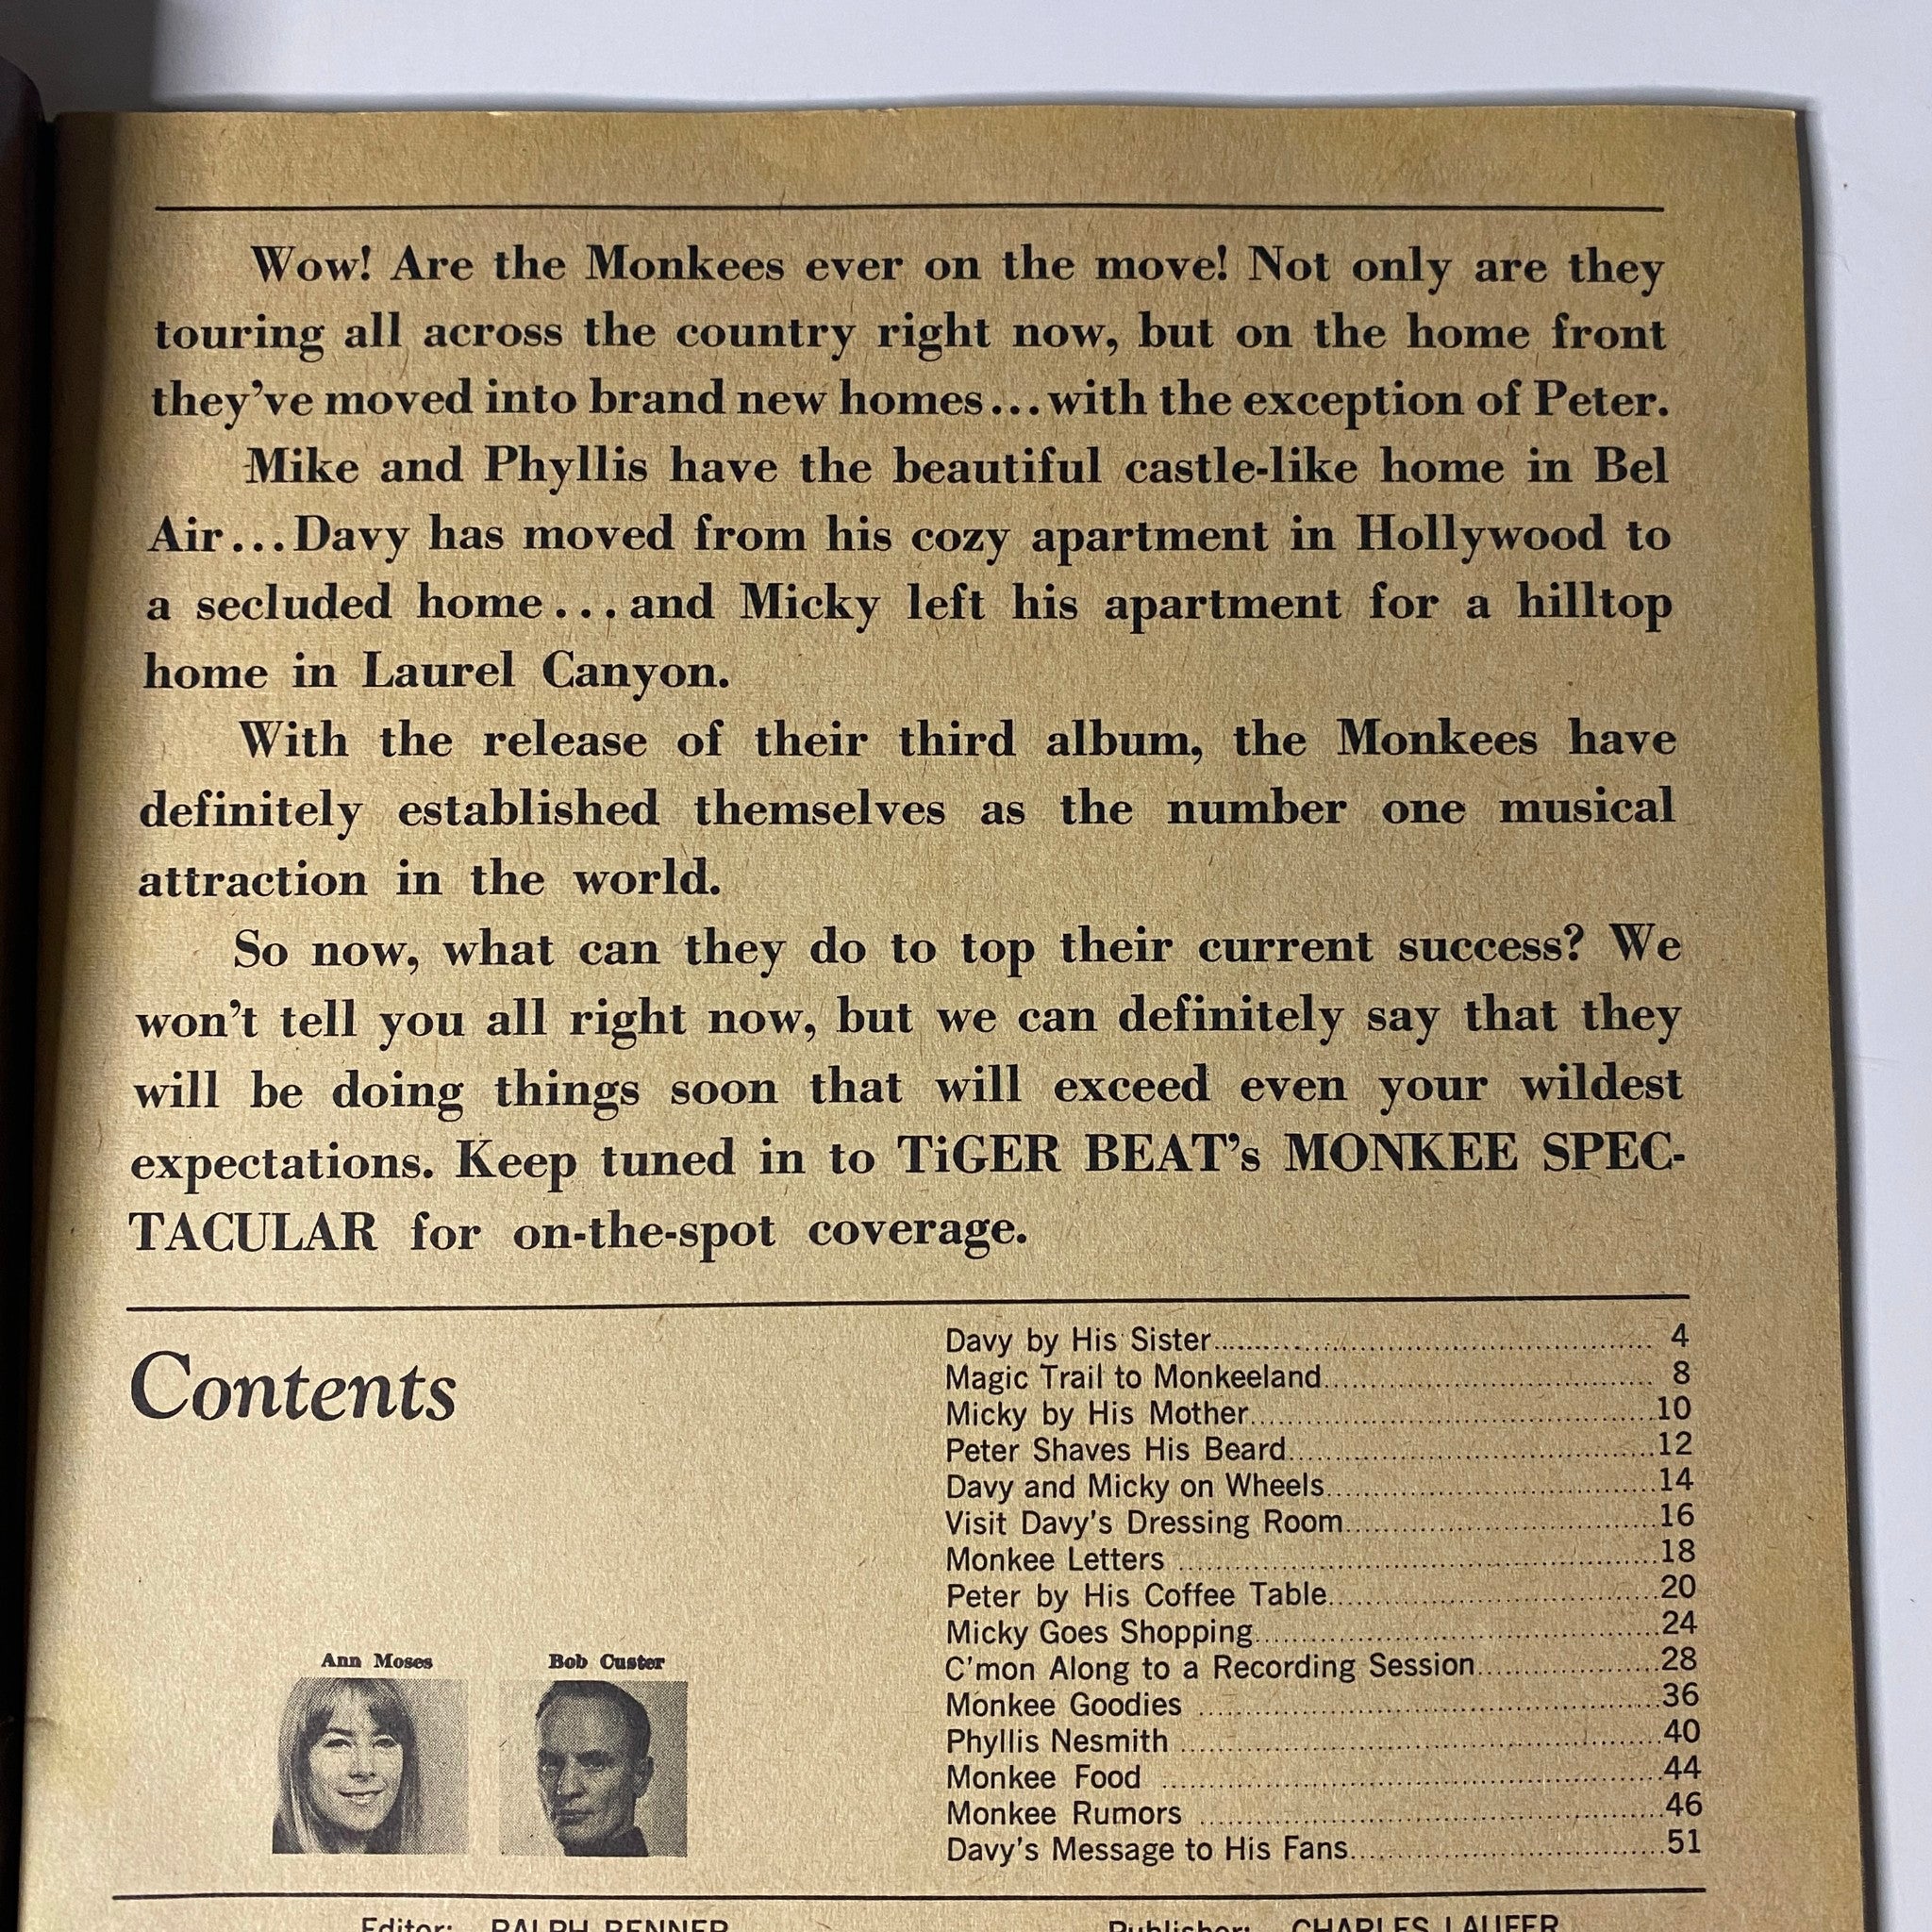 Wow! Are the Monkees ever on the move! Not only are they
touring all across the country right now, but on the home front
they've moved into brand new homes...with the exception of Peter.
Mike and Phyllis have the beautiful castle-like home in Bel
Air...Davy has moved from his cozy apartment in Hollywood to
a secluded home...and Micky left his apartment for a hilltop
home in Laurel Canyon.
With the release of their third album, the Monkees have
definitely established themselves as the number one musical
attraction in the world.
So now, what can they do to top their current success? We
won't tell you all right now, but we can definitely say that they
will be doing things soon that will exceed even your wildest
expectations. Keep tuned in to TiGER BEAT's MONKEE SPEC-
TACULAR for on-the-spot coverage.
Contents
Davy by His Sister 4
Magic Trail to Monkeeland 8
Micky by His Mother 10
Peter Shaves His Beard 12
Davy and Micky on Wheels 14
Visit Davy's Dressing Room 16
Monkee Letters 18
Peter by His Coffee Table 20
Micky Goes Shopping 24
C'mon Along to a Recording Session 28
Monkee Goodies 36
Phyllis Nesmith 40
Monkee Food 44
Monkee Rumors 46
Davy's Message to His Fans 51
Ann Moses
Bob Custer
Editor: RALPH BENNER
Publisher: CHARLES LAUFER